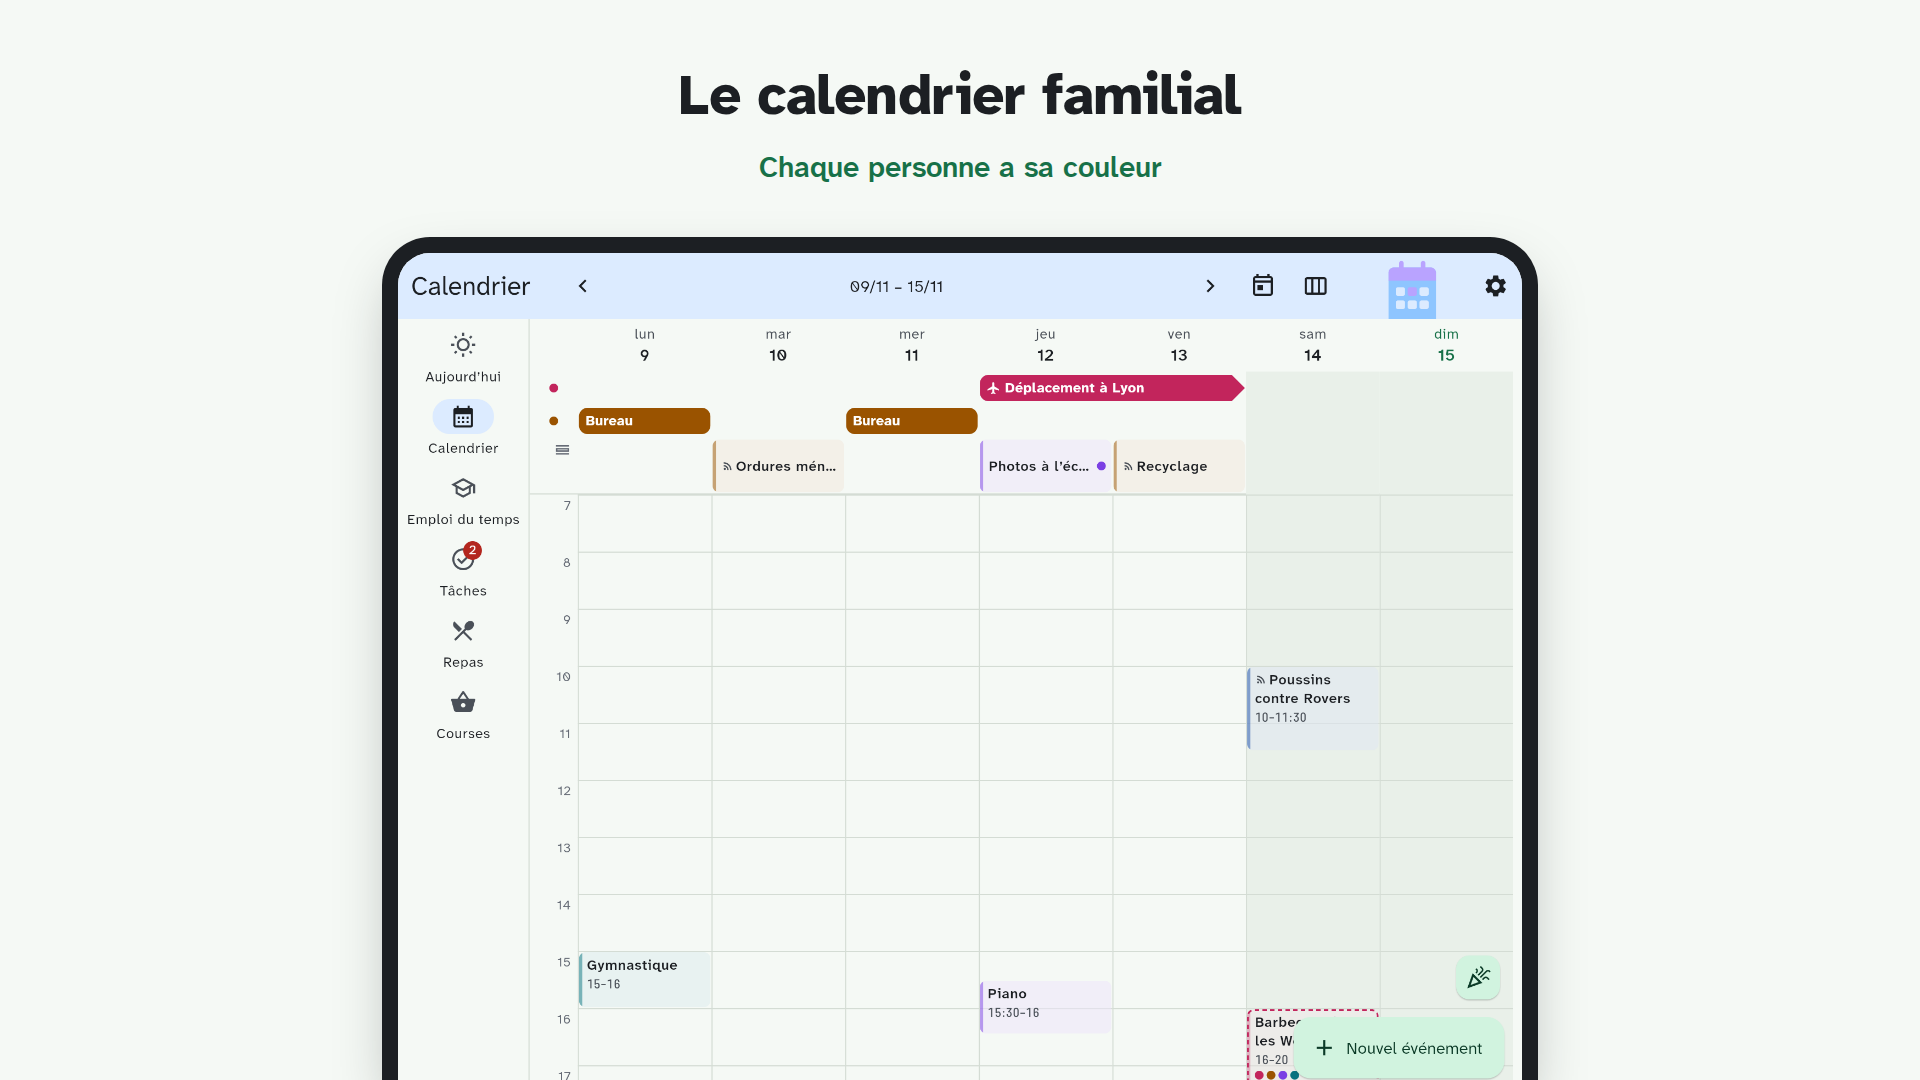 Le calendrier familial
Chaque personne a sa couleur
Calendrier
09/11 – 15/11
lun mar mer jeu ven sam dim
9 10 11 12 13 14 15
Déplacement à Lyon
Bureau Bureau
Ordures mén… Photos à l'éc… Recyclage
Aujourd'hui
Calendrier
Emploi du temps
2
Tâches
Repas
Courses
7
8
9
10
Poussins
contre Rovers
10–11:30
11
12
13
14
15
Gymnastique
15–16
Piano
15:30–16
16
Barbec
les W
16–20
Nouvel événement
17